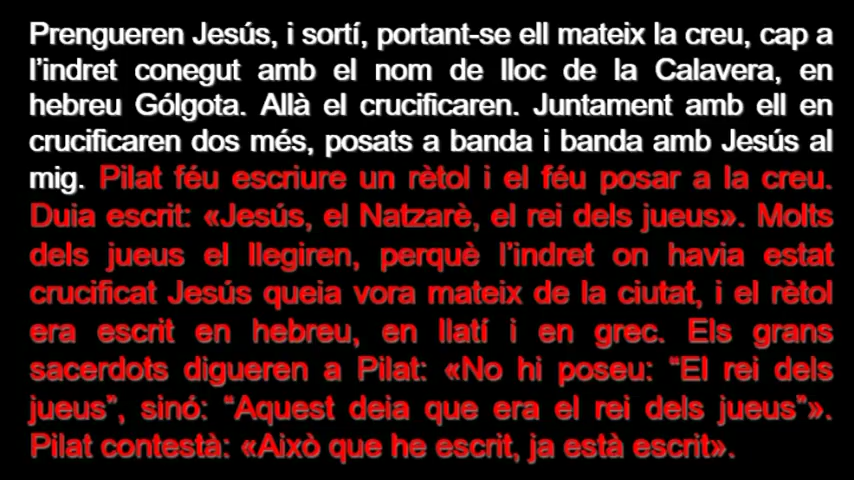 Prengueren Jesús, i sortí, portant-se ell mateix la creu, cap a
l’indret conegut amb el nom de lloc de la Calavera, en
hebreu Gólgota. Allà el crucificaren. Juntament amb ell en
crucificaren dos més, posats a banda i banda amb Jesús al
mig. Pilat féu escriure un rètol i el féu posar a la creu.
Duia escrit: «Jesús, el Natzarè, el rei dels jueus». Molts
dels jueus el llegiren, perquè l’indret on havia estat
crucificat Jesús queia vora mateix de la ciutat, i el rètol
era escrit en hebreu, en llatí i en grec. Els grans
sacerdots digueren a Pilat: «No hi poseu: “El rei dels
jueus”, sinó: “Aquest deia que era el rei dels jueus”».
Pilat contestà: «Això que he escrit, ja està escrit».